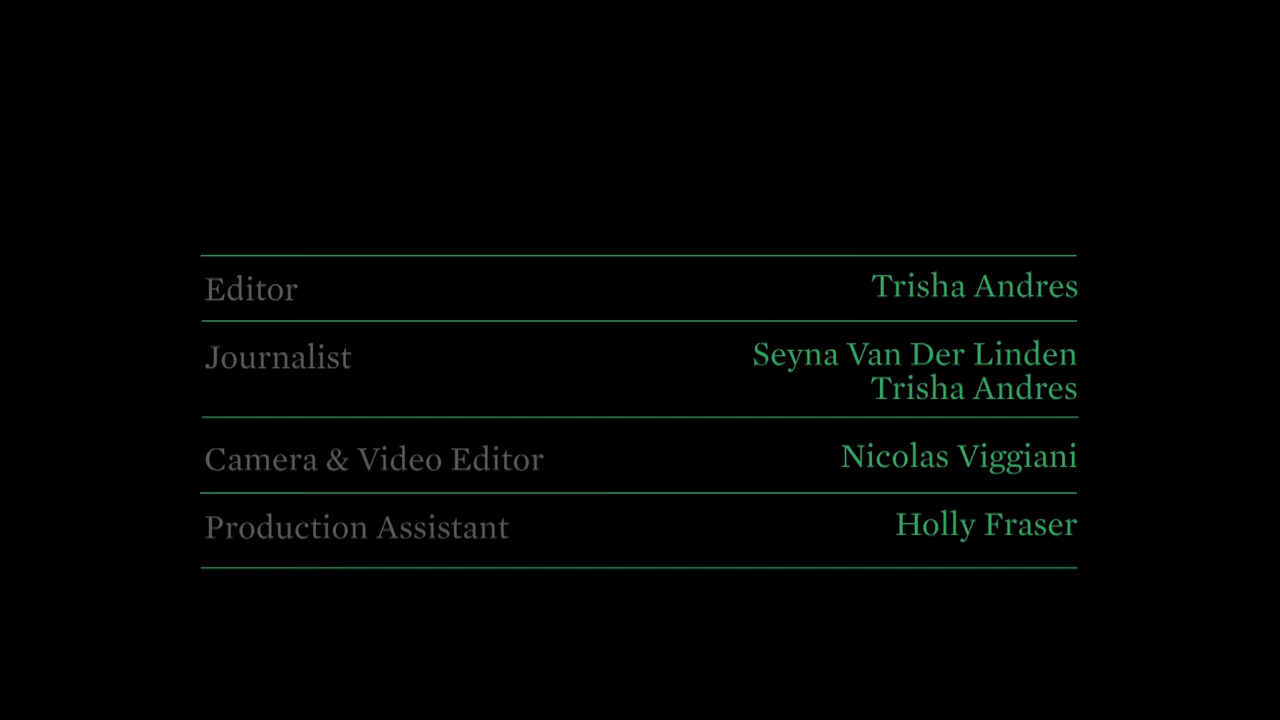 Editor Trisha Andres
Journalist Seyna Van Der Linden
Trisha Andres
Camera & Video Editor Nicolas Viggiani
Production Assistant Holly Fraser